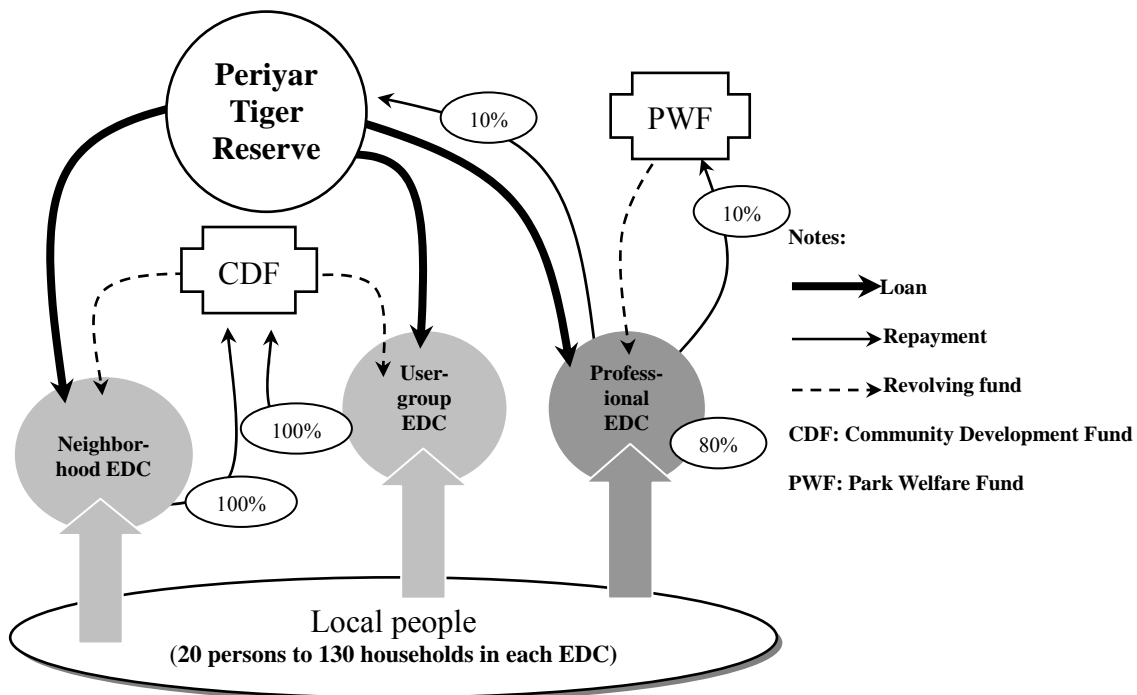 Periyar
Tiger
Reserve
10%
PWF
10%
CDF
Notes:
Loan
Repayment
Revolving fund
CDF: Community Development Fund
PWF: Park Welfare Fund
User-
group
EDC
Profess-
ional
EDC
Neighbor-
hood EDC
100%
100%
80%
Local people
(20 persons to 130 households in each EDC)